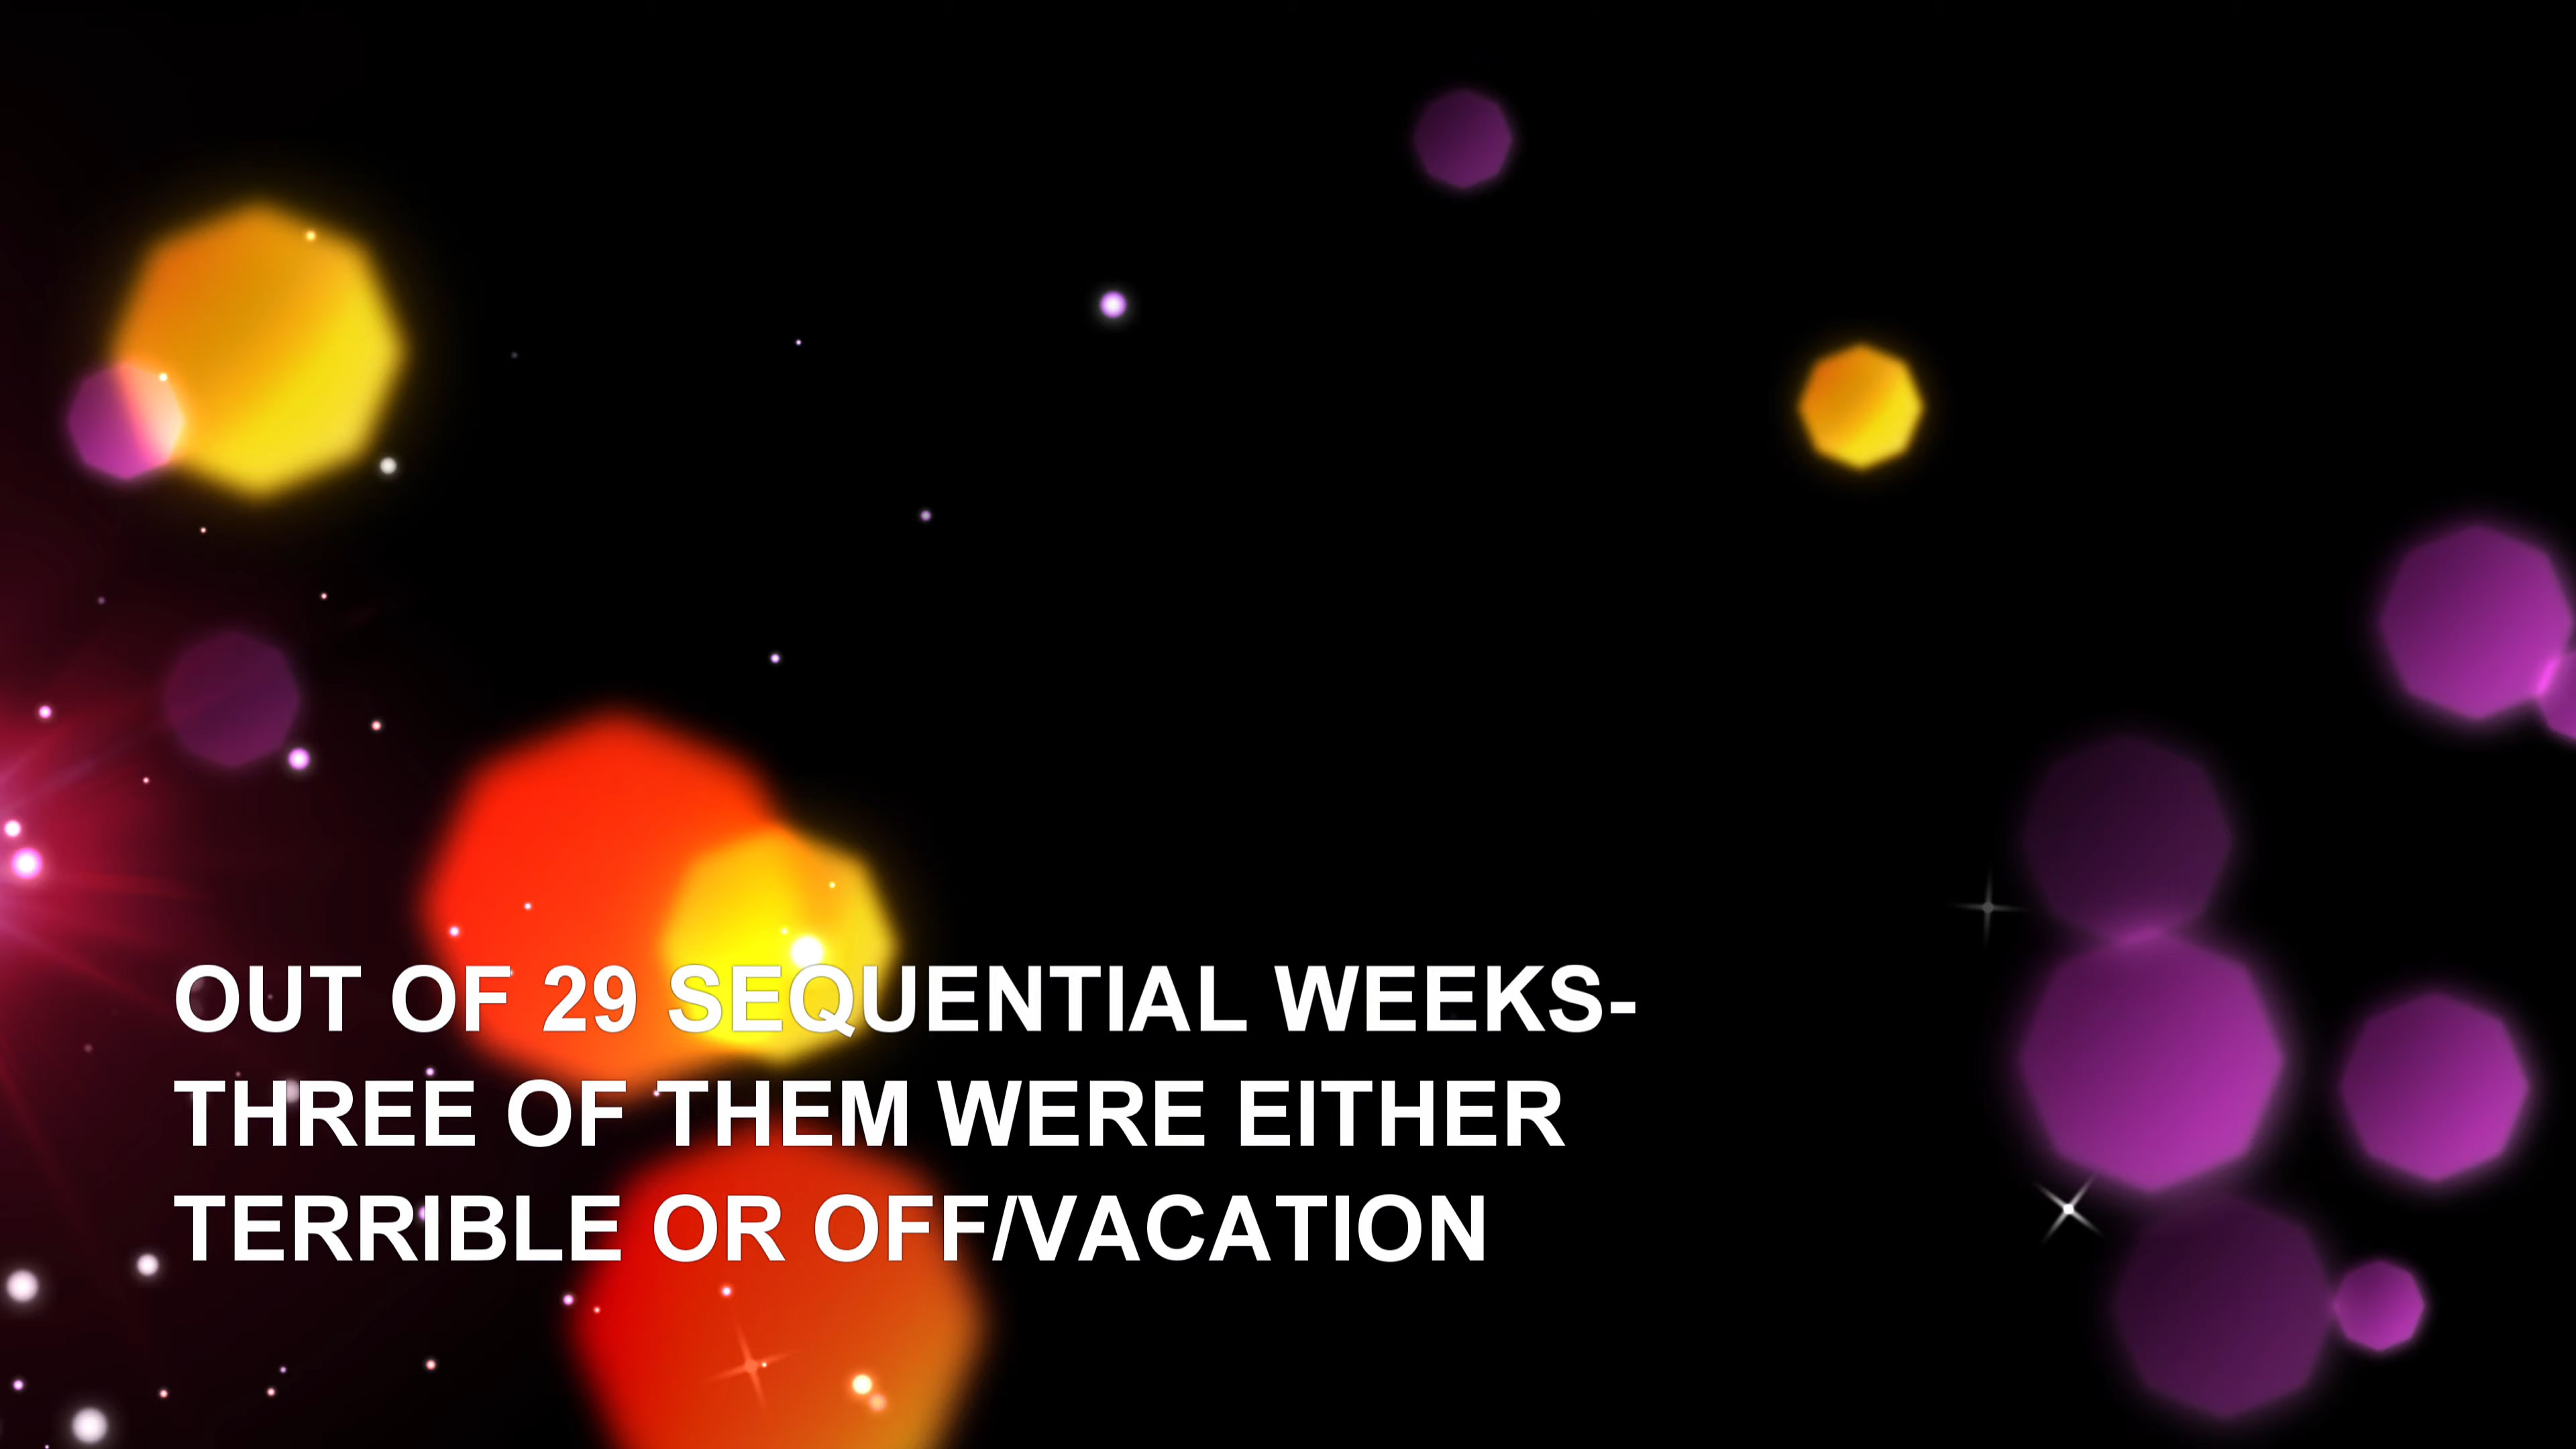 OUT OF 29 SEQUENTIAL WEEKS-
THREE OF THEM WERE EITHER
TERRIBLE OR OFF/VACATION